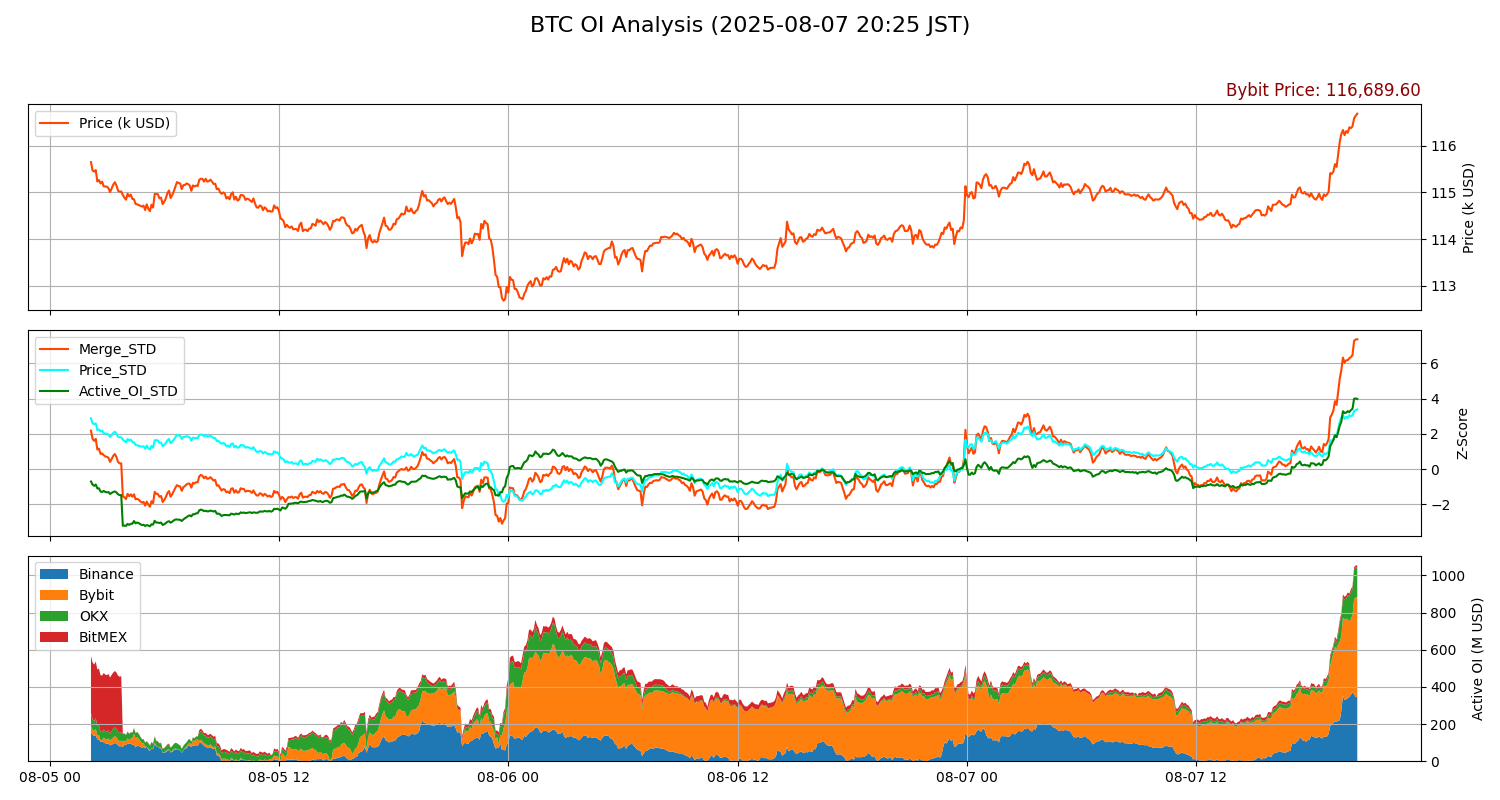 BTC OI Analysis (2025-08-07 20:25 JST)
Bybit Price: 116,689.60
Price (k USD)
116
115
114
113
Price (k USD)
Merge_STD
Price_STD
Active_OI_STD
6
4
2
0
−2
Z-Score
Binance
Bybit
OKX
BitMEX
1000
800
600
400
200
0
Active OI (M USD)
08-05 00
08-05 12
08-06 00
08-06 12
08-07 00
08-07 12